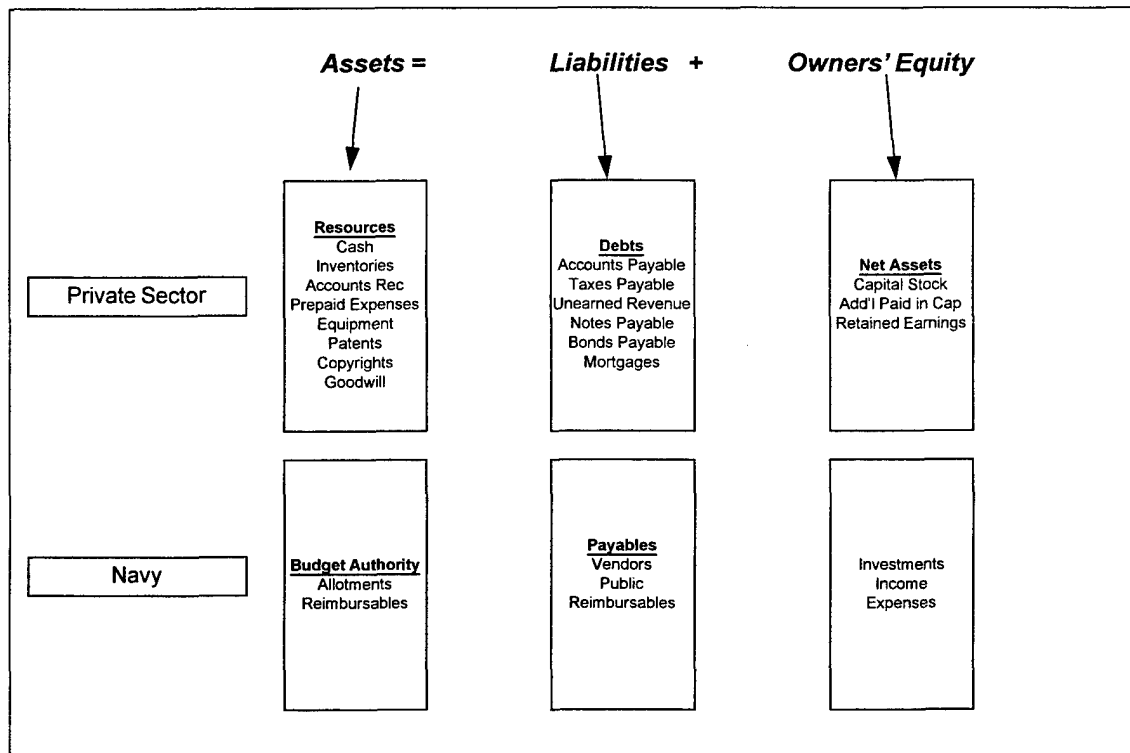 Assets = Liabilities + Owners' Equity
Private Sector
Resources
Cash
Inventories
Accounts Rec
Prepaid Expenses
Equipment
Patents
Copyrights
Goodwill
Debts
Accounts Payable
Taxes Payable
Unearned Revenue
Notes Payable
Bonds Payable
Mortgages
Net Assets
Capital Stock
Add'l Paid in Cap
Retained Earnings
Navy
Budget Authority
Allotments
Reimbursables
Payables
Vendors
Public
Reimbursables
Investments
Income
Expenses